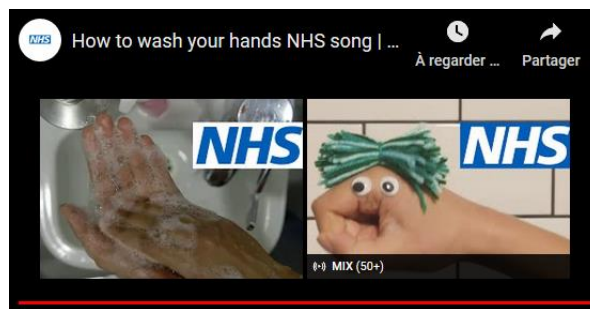 NHS
How to wash your hands NHS song | ...
À regarder ...
Partager
NHS
NHS
MIX (50+)